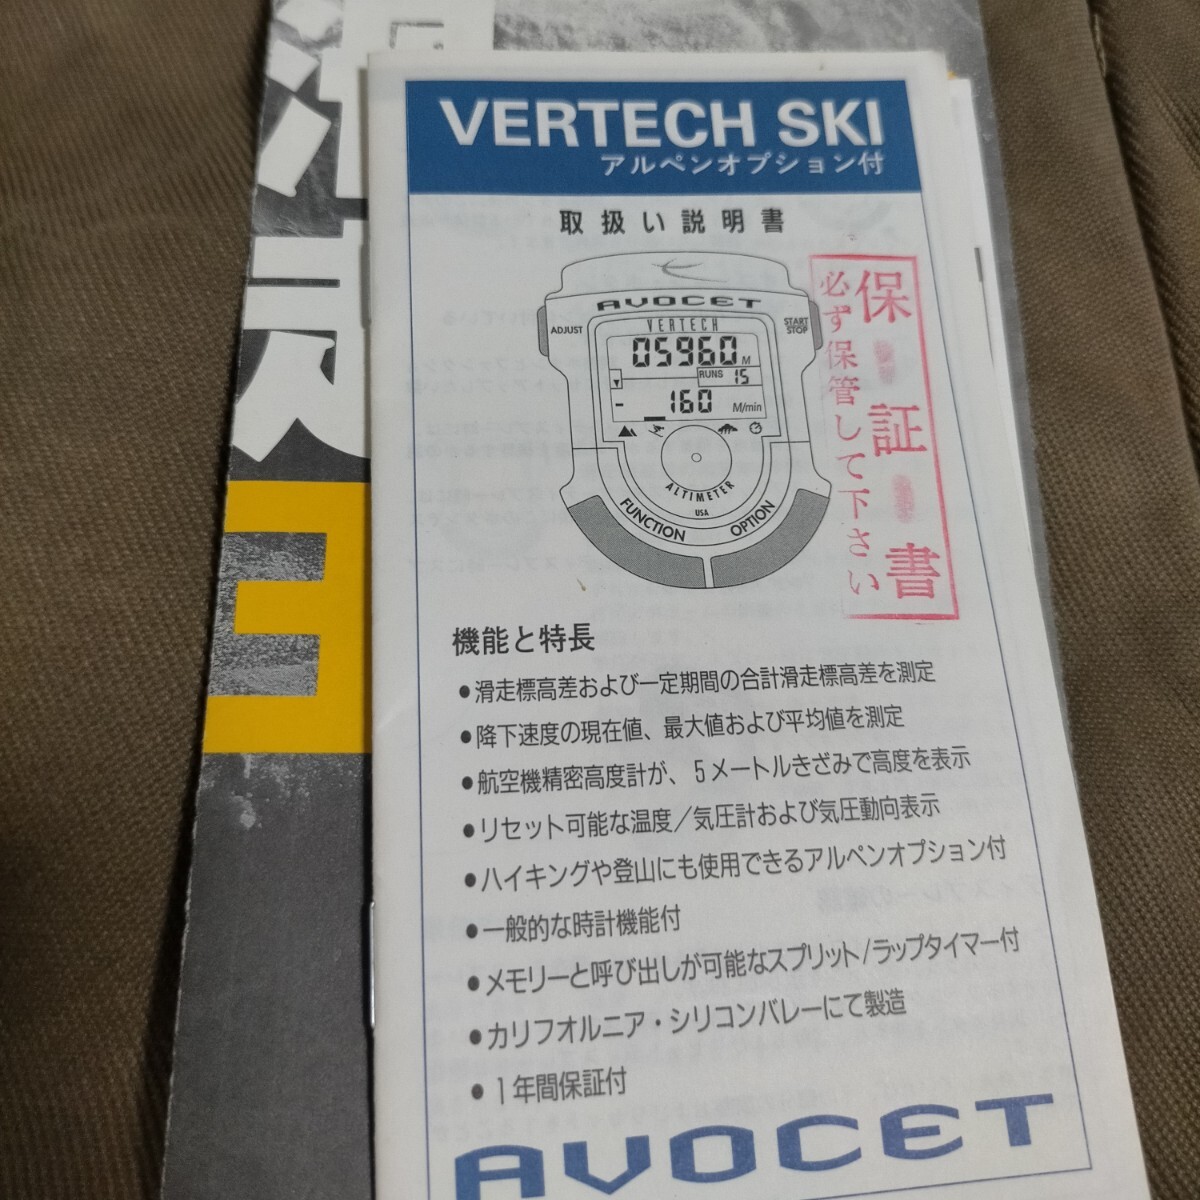 VERTECH SKI
アルペンオプション付
取扱い説明書
AVOCET
ADJUST
START
STOP
VERTECH
05960M
RUNS 15
- 160 M/min
ALTIMETER
USA
FUNCTION
OPTION
保証書
必ず保管して下さい
機能と特長
●滑走標高差および一定期間の合計滑走標高差を測定
●降下速度の現在値、最大値および平均値を測定
●航空機精密高度計が、5メートルきざみで高度を表示
●リセット可能な温度／気圧計および気圧動向表示
●ハイキングや登山にも使用できるアルペンオプション付
●一般的な時計機能付
●メモリーと呼び出しが可能なスプリット/ラップタイマー付
●カリフォルニア・シリコンバレーにて製造
●1年間保証付
AVOCET